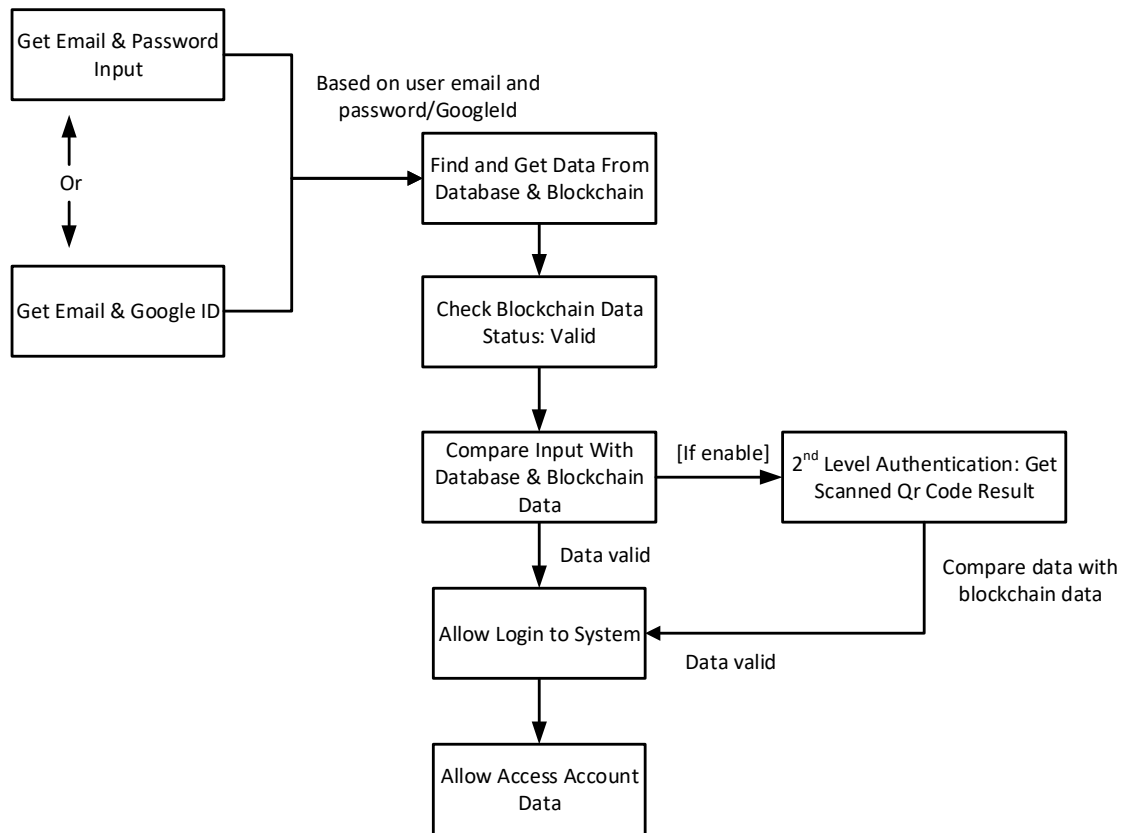 Get Email & Password
Input
Or
Get Email & Google ID
Based on user email and
password/GoogleId
Find and Get Data From
Database & Blockchain
Check Blockchain Data
Status: Valid
Compare Input With
Database & Blockchain
Data
[If enable]
2nd Level Authentication: Get
Scanned Qr Code Result
Data valid
Compare data with
blockchain data
Allow Login to System
Data valid
Allow Access Account
Data